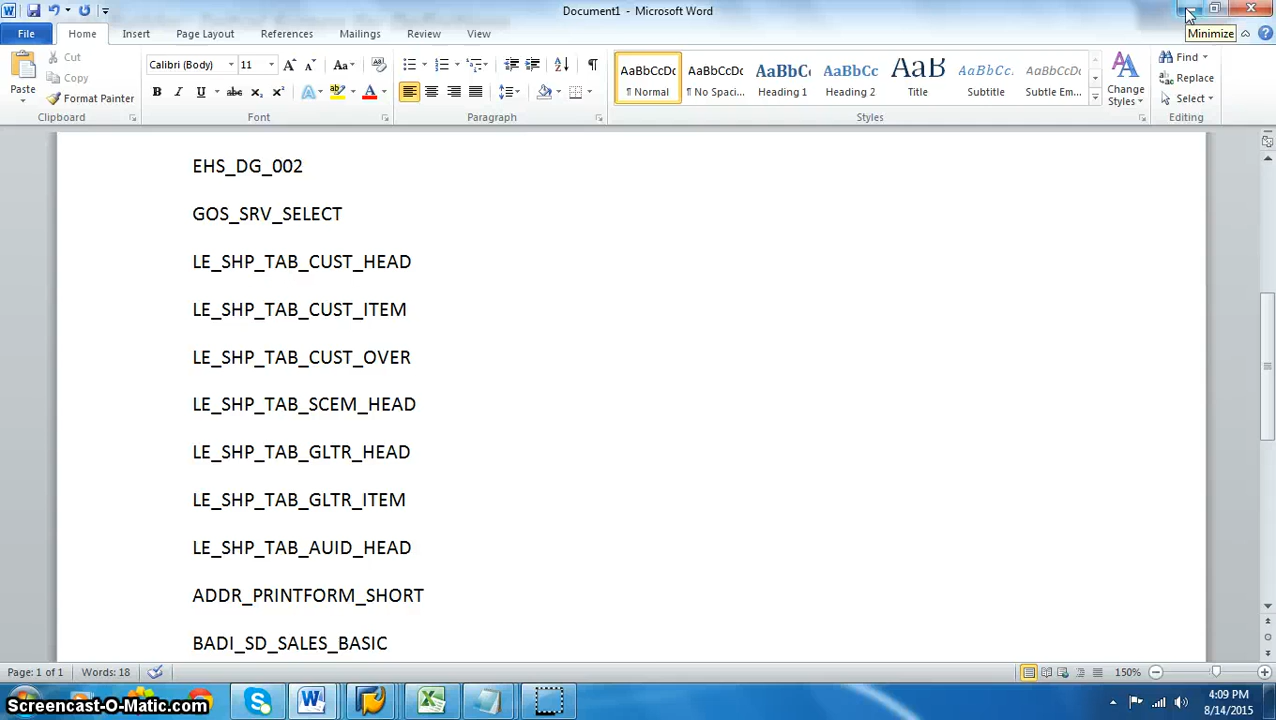 Document1 - Microsoft Word
Minimize
File Home Insert Page Layout References Mailings Review View
Paste
Cut
Copy
Format Painter
Clipboard
Calibri (Body) 11
Font
Paragraph
AaBbCcDc AaBbCcDc AaBbC AaBbCc AaB AaBbCc. AaBbCcDc
¶ Normal ¶ No Spaci... Heading 1 Heading 2 Title Subtitle Subtle Em...
Change
Styles
Styles
Find
Replace
Select
Editing
EHS_DG_002
GOS_SRV_SELECT
LE_SHP_TAB_CUST_HEAD
LE_SHP_TAB_CUST_ITEM
LE_SHP_TAB_CUST_OVER
LE_SHP_TAB_SCEM_HEAD
LE_SHP_TAB_GLTR_HEAD
LE_SHP_TAB_GLTR_ITEM
LE_SHP_TAB_AUID_HEAD
ADDR_PRINTFORM_SHORT
BADI_SD_SALES_BASIC
Page: 1 of 1 Words: 18 150%
Screencast-O-Matic.com
4:09 PM
8/14/2015